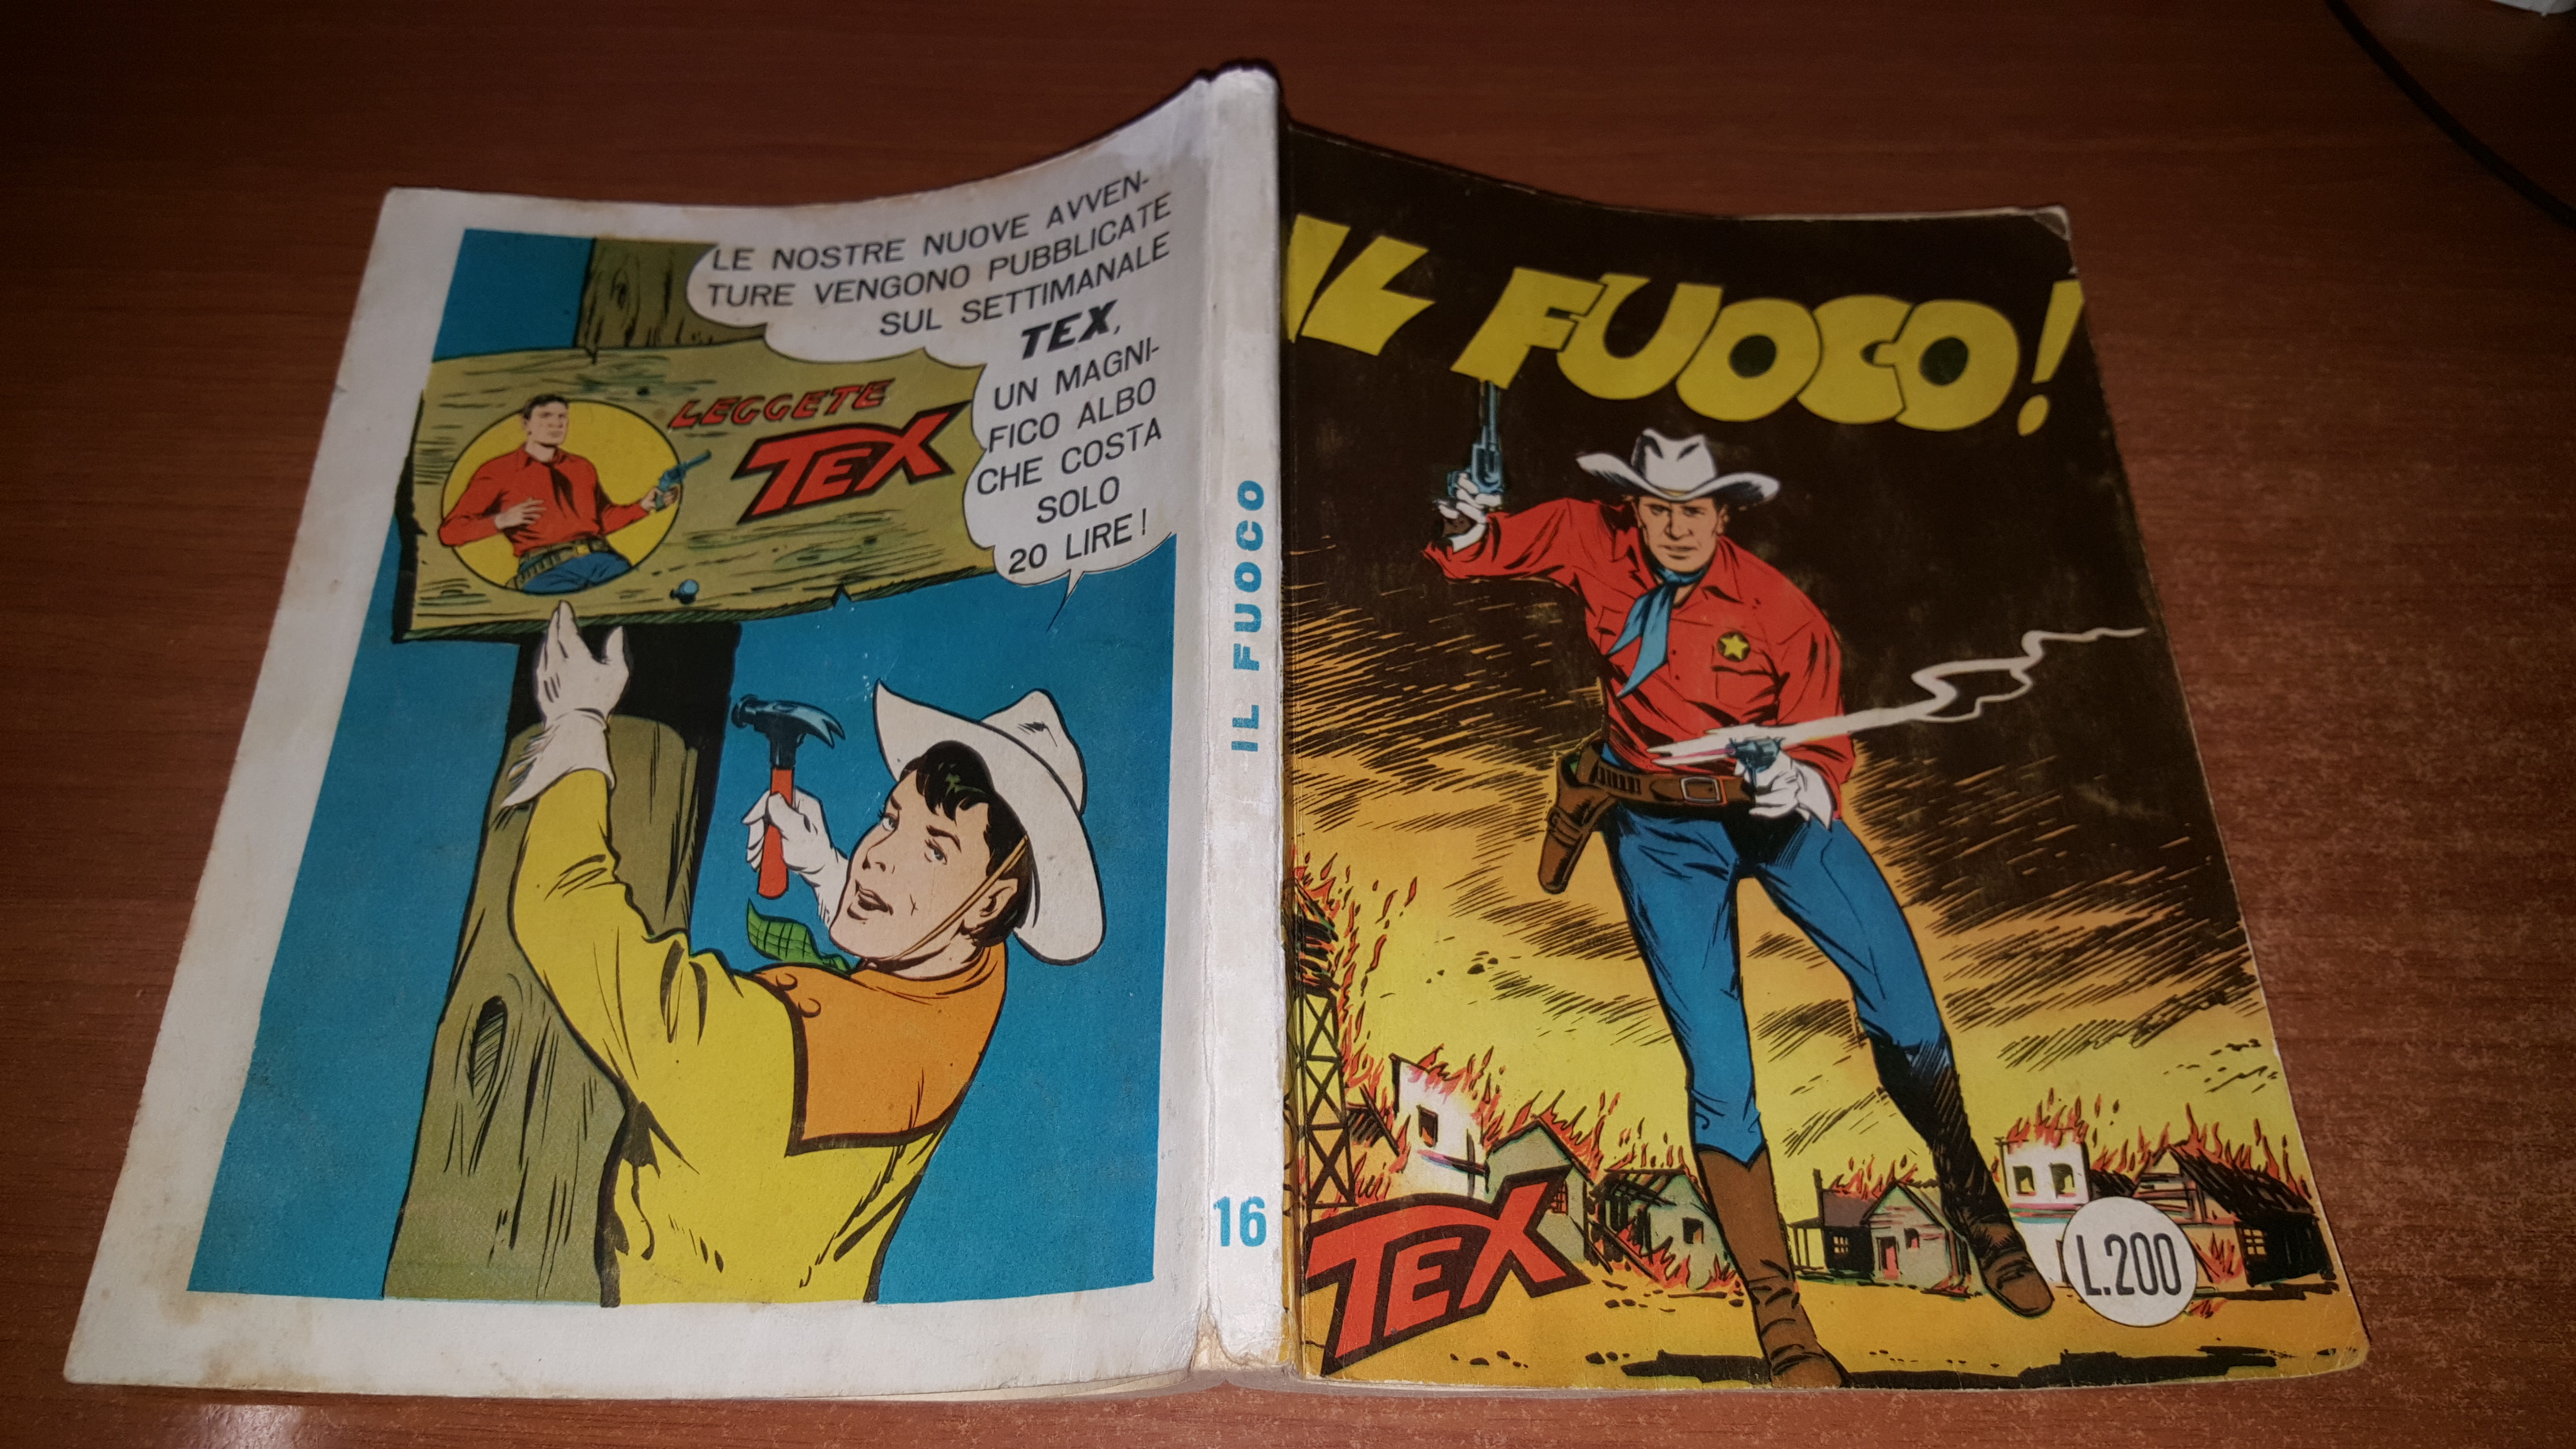 LE NOSTRE NUOVE AVVEN-
TURE VENGONO PUBBLICATE
SUL SETTIMANALE
TEX,
UN MAGNI-
FICO ALBO
CHE COSTA
SOLO
20 LIRE!
LEGGETE
TEX
IL FUOCO
16
IL FUOCO!
TEX
L.200